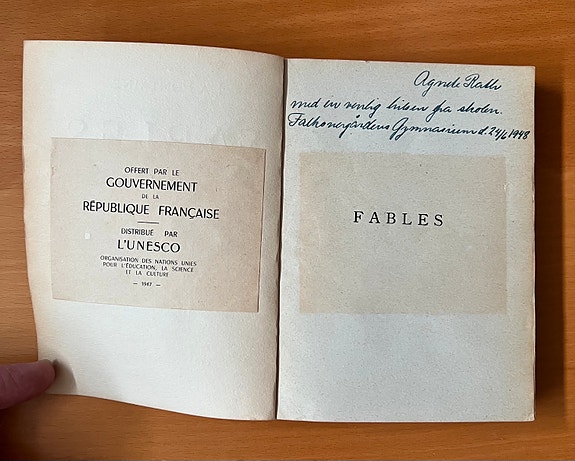 OFFERT PAR LE
GOUVERNEMENT
DE LA
RÉPUBLIQUE FRANÇAISE
DISTRIBUÉ PAR
L'UNESCO
ORGANISATION DES NATIONS UNIES
POUR L'ÉDUCATION, LA SCIENCE
ET LA CULTURE
— 1947 —
Agnete
med en venlig hilsen fra skolen.
Falkonergårdens Gymnasium d. 24/6 1948
FABLES